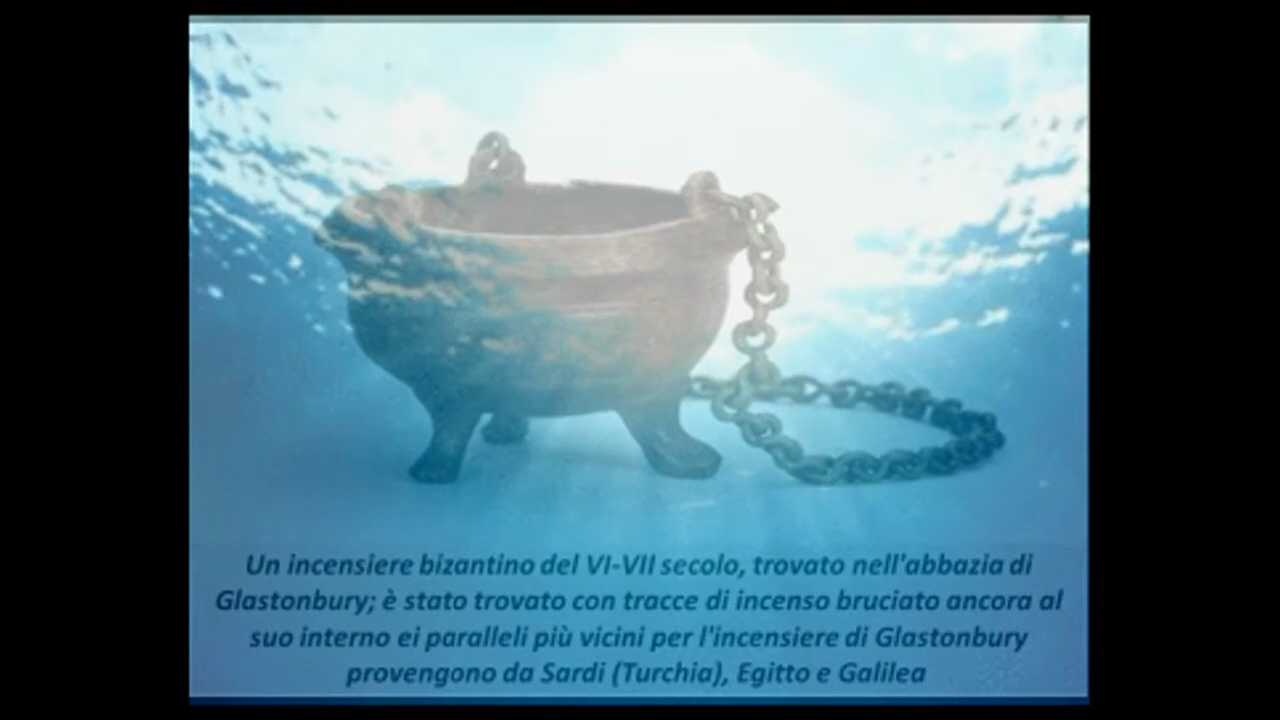 Un incensiere bizantino del VI-VII secolo, trovato nell'abbazia di
Glastonbury; è stato trovato con tracce di incenso bruciato ancora al
suo interno ei paralleli più vicini per l'incensiere di Glastonbury
provengono da Sardi (Turchia), Egitto e Galilea